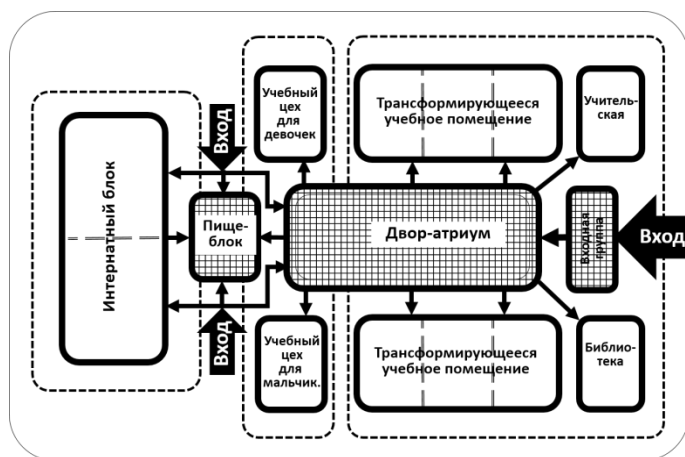 Интернатный блок
Вход
Пище-
блок
Вход
Учебный
цех
для
девочек
Учебный
цех
для
мальчик.
Трансформирующееся
учебное помещение
Учитель-
ская
Двор-атриум
Входная
группа
Вход
Трансформирующееся
учебное помещение
Библио-
тека